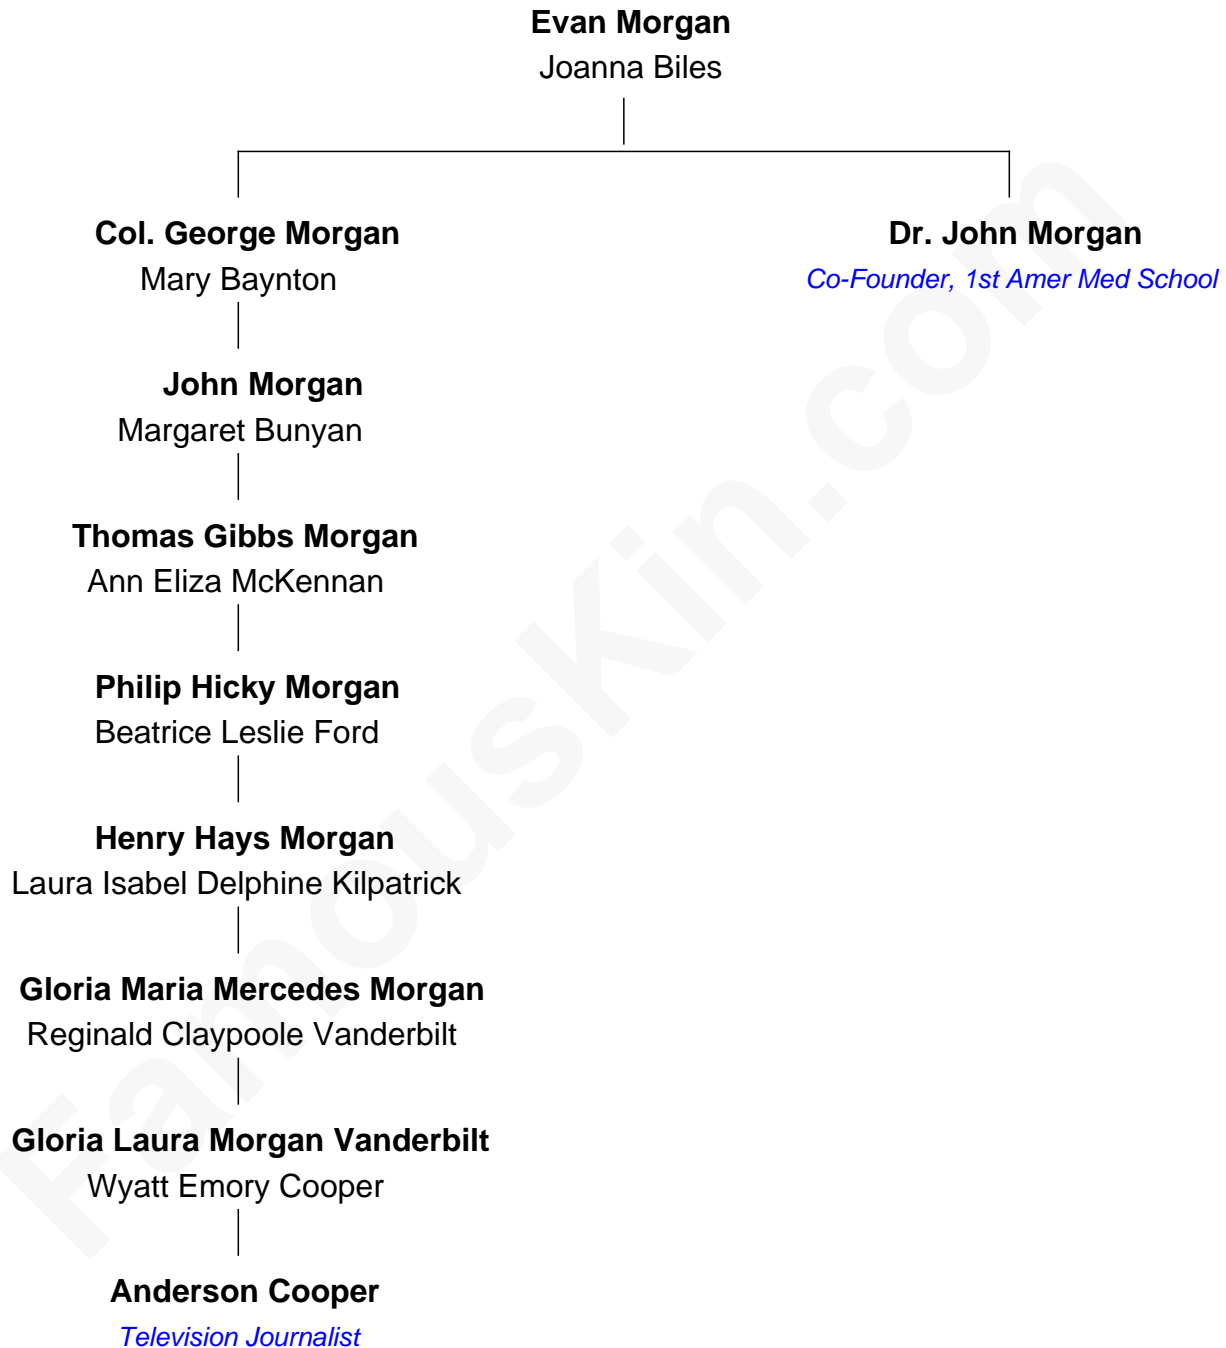 Evan Morgan
Joanna Biles
Col. George Morgan
Mary Baynton
Dr. John Morgan
Co-Founder, 1st Amer Med School
John Morgan
Margaret Bunyan
Thomas Gibbs Morgan
Ann Eliza McKennan
Philip Hicky Morgan
Beatrice Leslie Ford
Henry Hays Morgan
Laura Isabel Delphine Kilpatrick
Gloria Maria Mercedes Morgan
Reginald Claypoole Vanderbilt
Gloria Laura Morgan Vanderbilt
Wyatt Emory Cooper
Anderson Cooper
Television Journalist
FamousKin.com